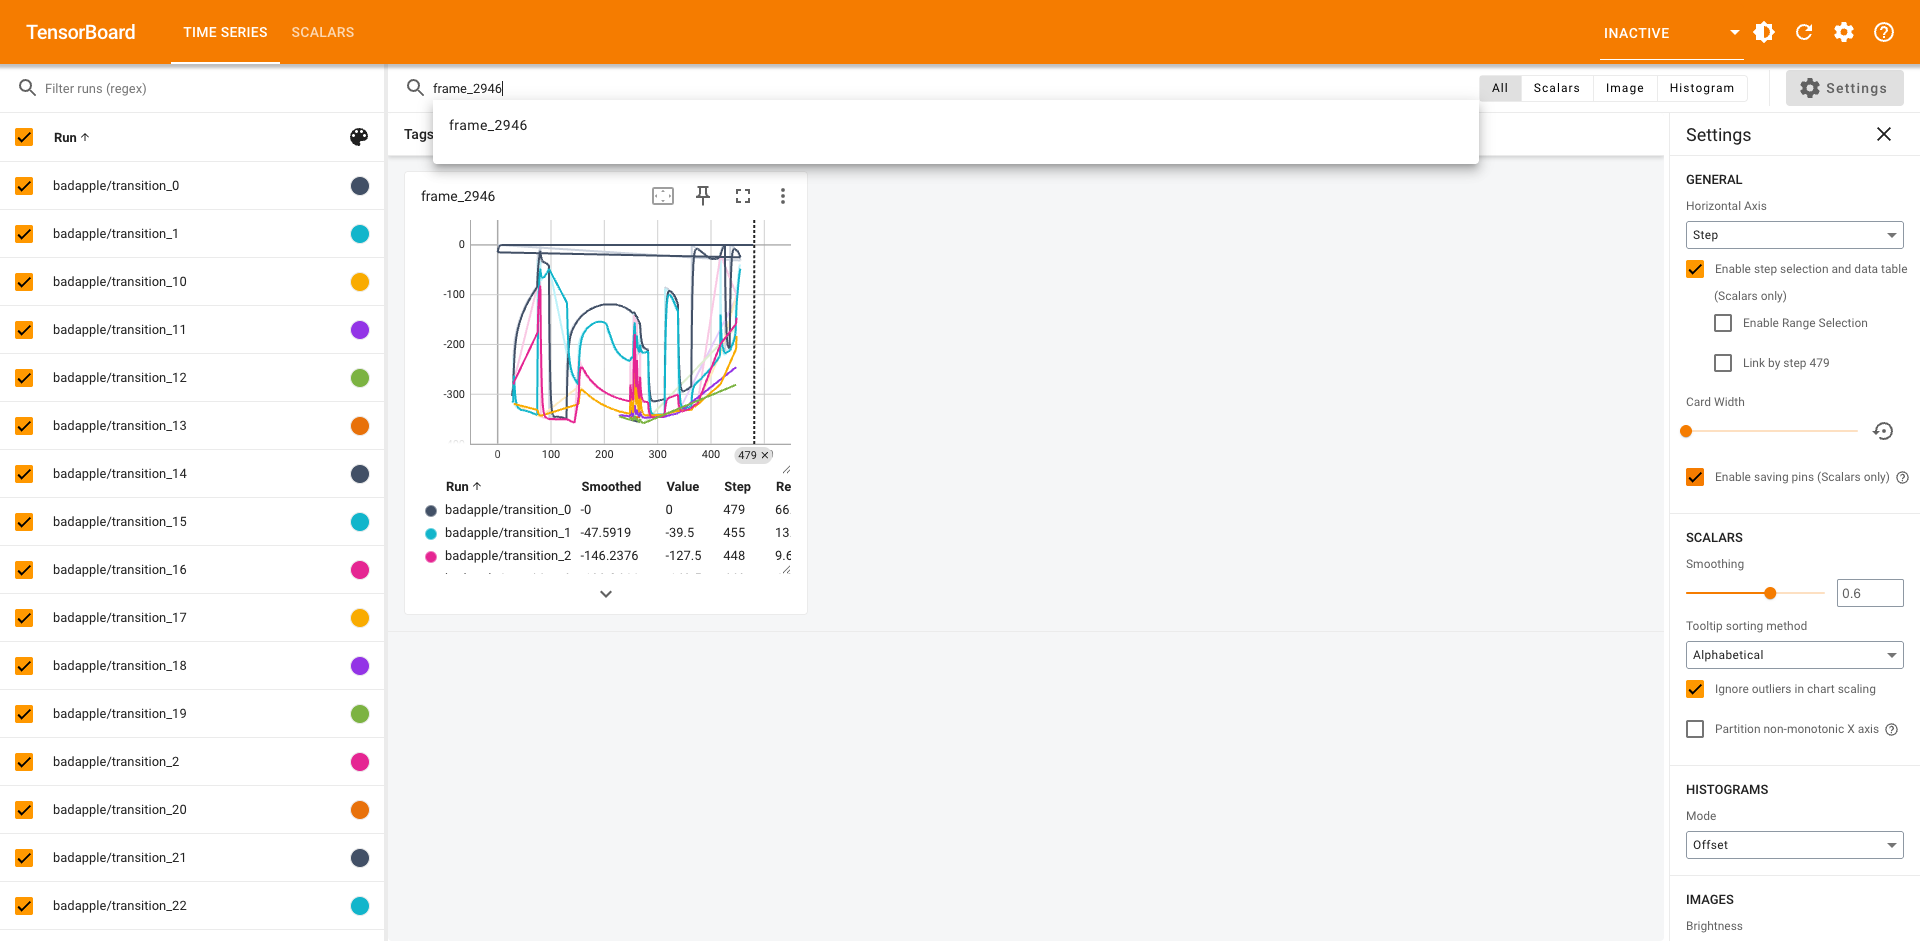 TensorBoard
TIME SERIES
SCALARS
INACTIVE
Filter runs (regex)
frame_2946
All
Scalars
Image
Histogram
Settings
frame_2946
Run
Tags
Settings
badapple/transition_0
badapple/transition_1
badapple/transition_10
badapple/transition_11
badapple/transition_12
badapple/transition_13
badapple/transition_14
badapple/transition_15
badapple/transition_16
badapple/transition_17
badapple/transition_18
badapple/transition_19
badapple/transition_2
badapple/transition_20
badapple/transition_21
badapple/transition_22
frame_2946
0
-100
-200
-300
0 100 200 300 400
479
Run Smoothed Value Step Re
badapple/transition_0 -0 0 479 66
badapple/transition_1 -47.5919 -39.5 455 13
badapple/transition_2 -146.2376 -127.5 448 9.6
GENERAL
Horizontal Axis
Step
Enable step selection and data table
(Scalars only)
Enable Range Selection
Link by step 479
Card Width
Enable saving pins (Scalars only)
SCALARS
Smoothing
0.6
Tooltip sorting method
Alphabetical
Ignore outliers in chart scaling
Partition non-monotonic X axis
HISTOGRAMS
Mode
Offset
IMAGES
Brightness